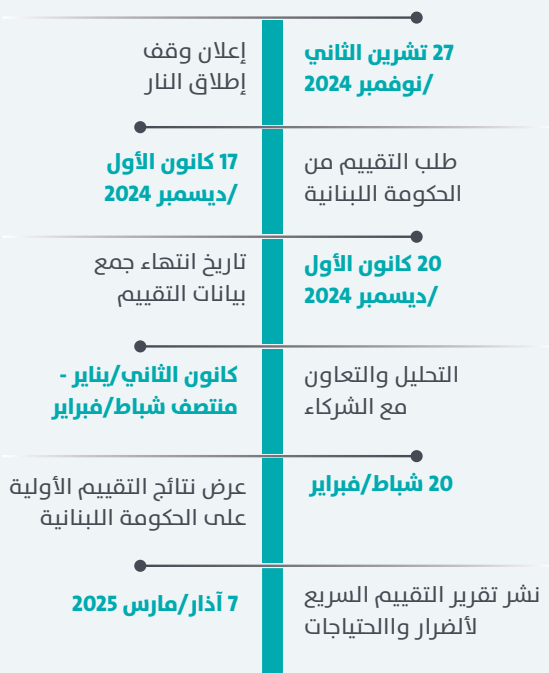 27 تشرين الثاني
/نوفمبر 2024
إعلان وقف
إطلاق النار
17 كانون الأول
/ديسمبر 2024
طلب التقييم من
الحكومة اللبنانية
20 كانون الأول
/ديسمبر 2024
تاريخ انتهاء جمع
بيانات التقييم
كانون الثاني/يناير -
منتصف شباط/فبراير
التحليل والتعاون
مع الشركاء
20 شباط/فبراير
عرض نتائج التقييم الأولية
على الحكومة اللبنانية
7 آذار/مارس 2025
نشر تقرير التقييم السريع
لألضرار واالحتياجات